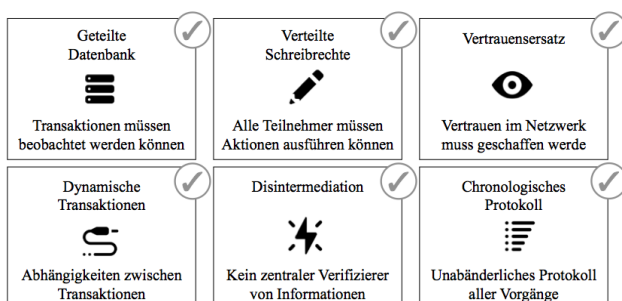 Geteilte
Datenbank
Transaktionen müssen
beobachtet werden können
Verteilte
Schreibrechte
Alle Teilnehmer müssen
Aktionen ausführen können
Vertrauensersatz
Vertrauen im Netzwerk
muss geschaffen werde
Dynamische
Transaktionen
Abhängigkeiten zwischen
Transaktionen
Disintermediation
Kein zentraler Verifizierer
von Informationen
Chronologisches
Protokoll
Unabänderliches Protokoll
aller Vorgänge